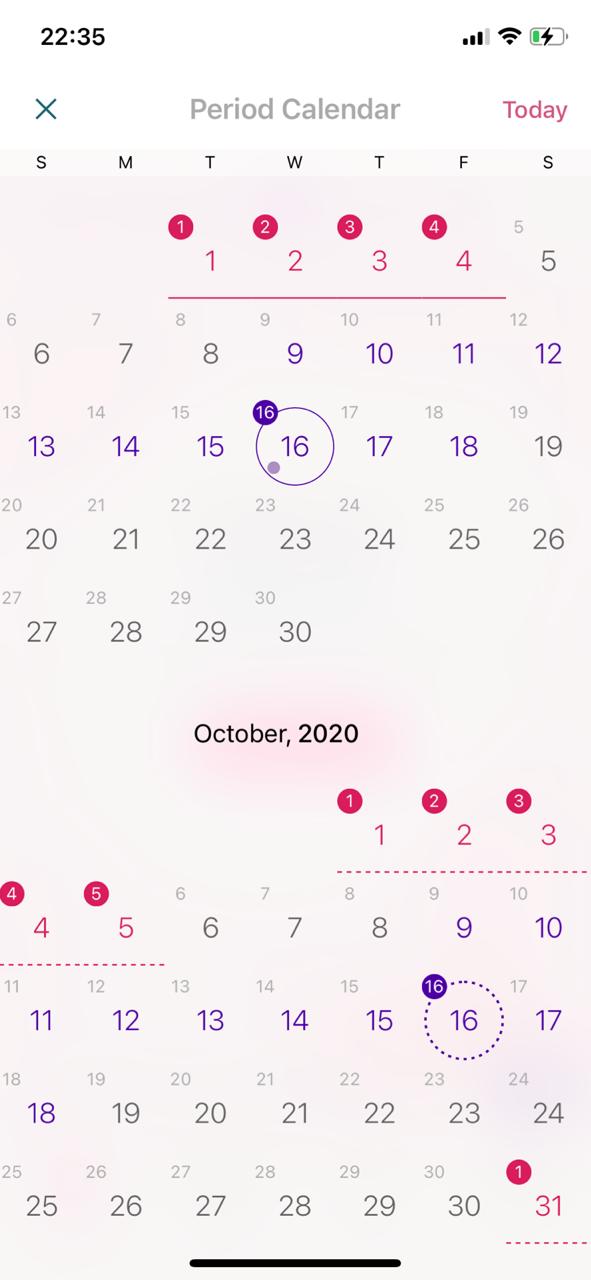 22:35
Period Calendar
Today
S M T W T F S
1 2 3 4 5
1 2 3 4 5
6 7 8 9 10 11 12
6 7 8 9 10 11 12
13 14 15 16 17 18 19
13 14 15 16 17 18 19
20 21 22 23 24 25 26
20 21 22 23 24 25 26
27 28 29 30
27 28 29 30
October, 2020
1 2 3
1 2 3
4 5 6 7 8 9 10
4 5 6 7 8 9 10
11 12 13 14 15 16 17
11 12 13 14 15 16 17
18 19 20 21 22 23 24
18 19 20 21 22 23 24
25 26 27 28 29 30 1
25 26 27 28 29 30 31